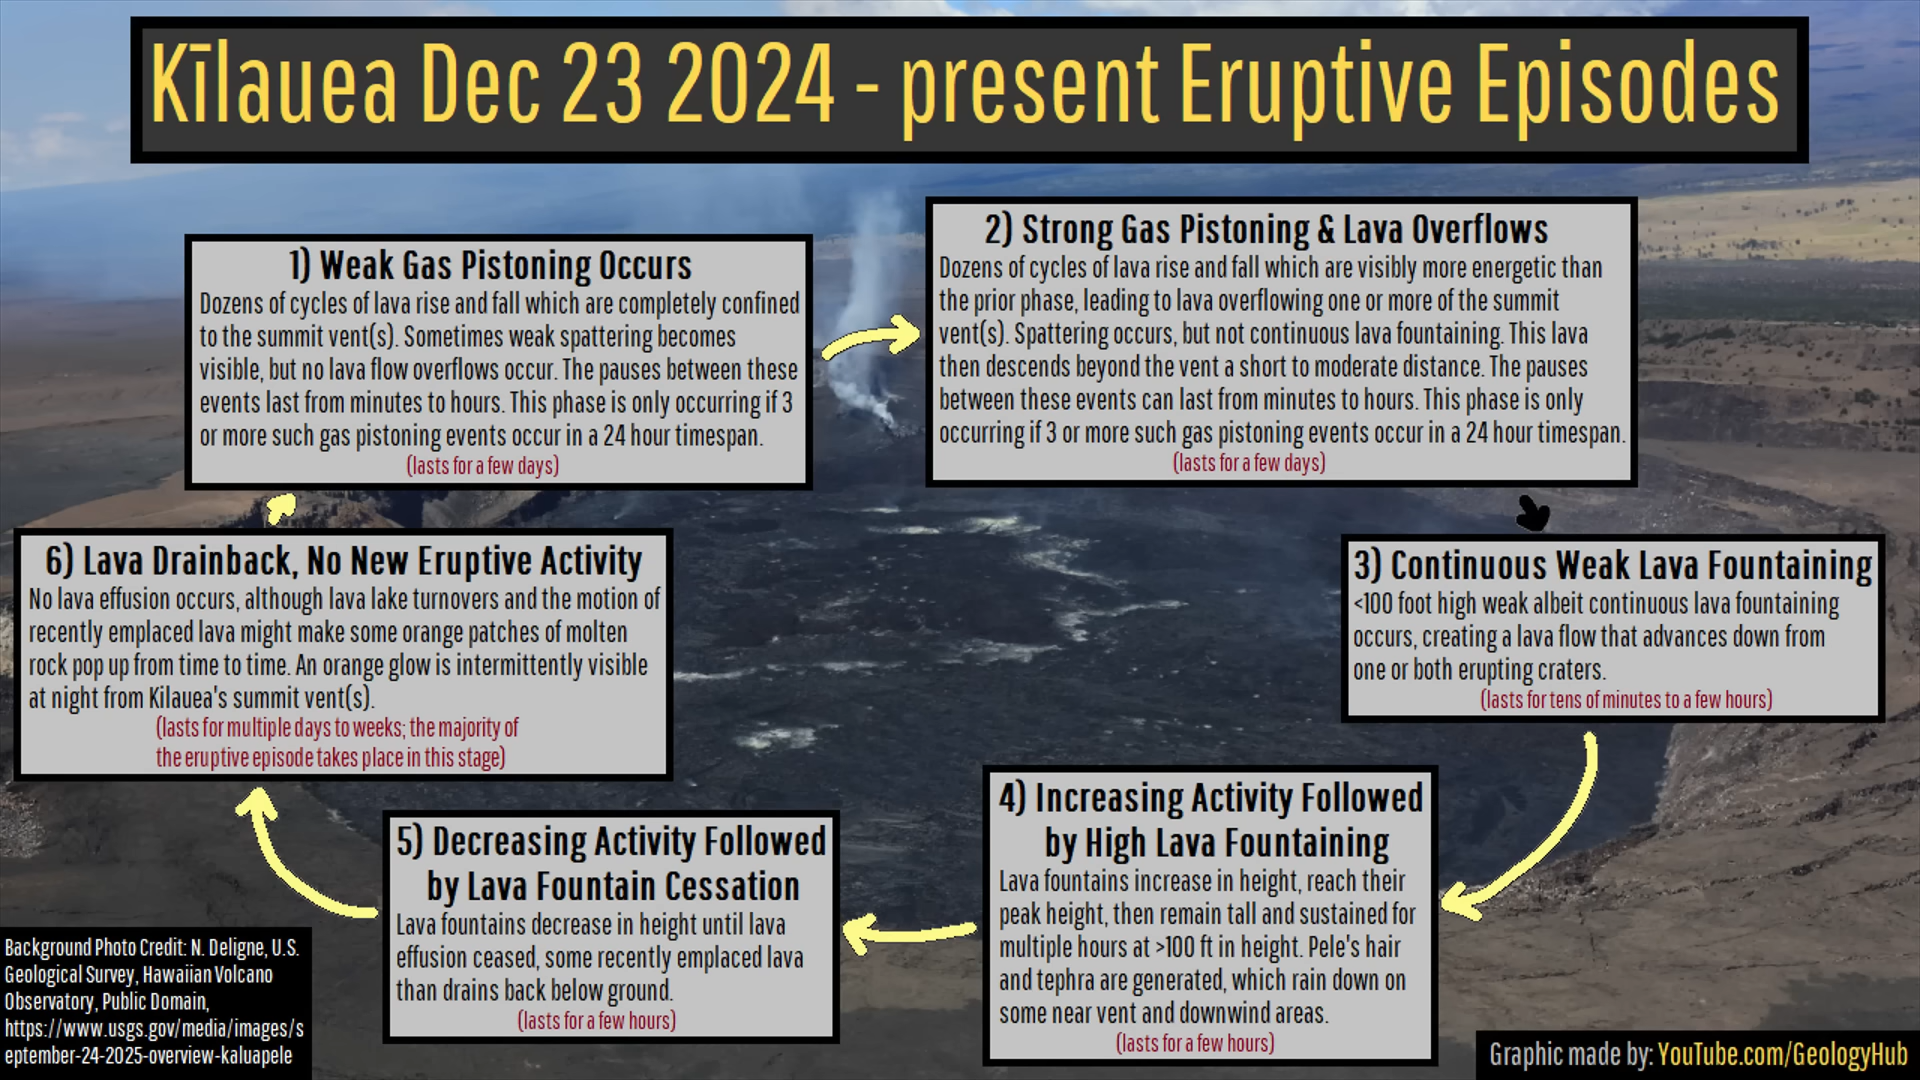 Kīlauea Dec 23 2024 - present Eruptive Episodes
1) Weak Gas Pistoning Occurs
Dozens of cycles of lava rise and fall which are completely confined
to the summit vent(s). Sometimes weak spattering becomes
visible, but no lava flow overflows occur. The pauses between these
events last from minutes to hours. This phase is only occurring if 3
or more such gas pistoning events occur in a 24 hour timespan.
(lasts for a few days)
2) Strong Gas Pistoning & Lava Overflows
Dozens of cycles of lava rise and fall which are visibly more energetic than
the prior phase, leading to lava overflowing one or more of the summit
vent(s). Spattering occurs, but not continuous lava fountaining. This lava
then descends beyond the vent a short to moderate distance. The pauses
between these events can last from minutes to hours. This phase is only
occurring if 3 or more such gas pistoning events occur in a 24 hour timespan.
(lasts for a few days)
3) Continuous Weak Lava Fountaining
<100 foot high weak albeit continuous lava fountaining
occurs, creating a lava flow that advances down from
one or both erupting craters.
(lasts for tens of minutes to a few hours)
4) Increasing Activity Followed
by High Lava Fountaining
Lava fountains increase in height, reach their
peak height, then remain tall and sustained for
multiple hours at >100 ft in height. Pele's hair
and tephra are generated, which rain down on
some near vent and downwind areas.
(lasts for a few hours)
5) Decreasing Activity Followed
by Lava Fountain Cessation
Lava fountains decrease in height until lava
effusion ceased, some recently emplaced lava
than drains back below ground.
(lasts for a few hours)
6) Lava Drainback, No New Eruptive Activity
No lava effusion occurs, although lava lake turnovers and the motion of
recently emplaced lava might make some orange patches of molten
rock pop up from time to time. An orange glow is intermittently visible
at night from Kilauea's summit vent(s).
(lasts for multiple days to weeks; the majority of
the eruptive episode takes place in this stage)
Background Photo Credit: N. Deligne, U.S.
Geological Survey, Hawaiian Volcano
Observatory, Public Domain,
https://www.usgs.gov/media/images/s
eptember-24-2025-overview-kaluapele
Graphic made by: YouTube.com/GeologyHub